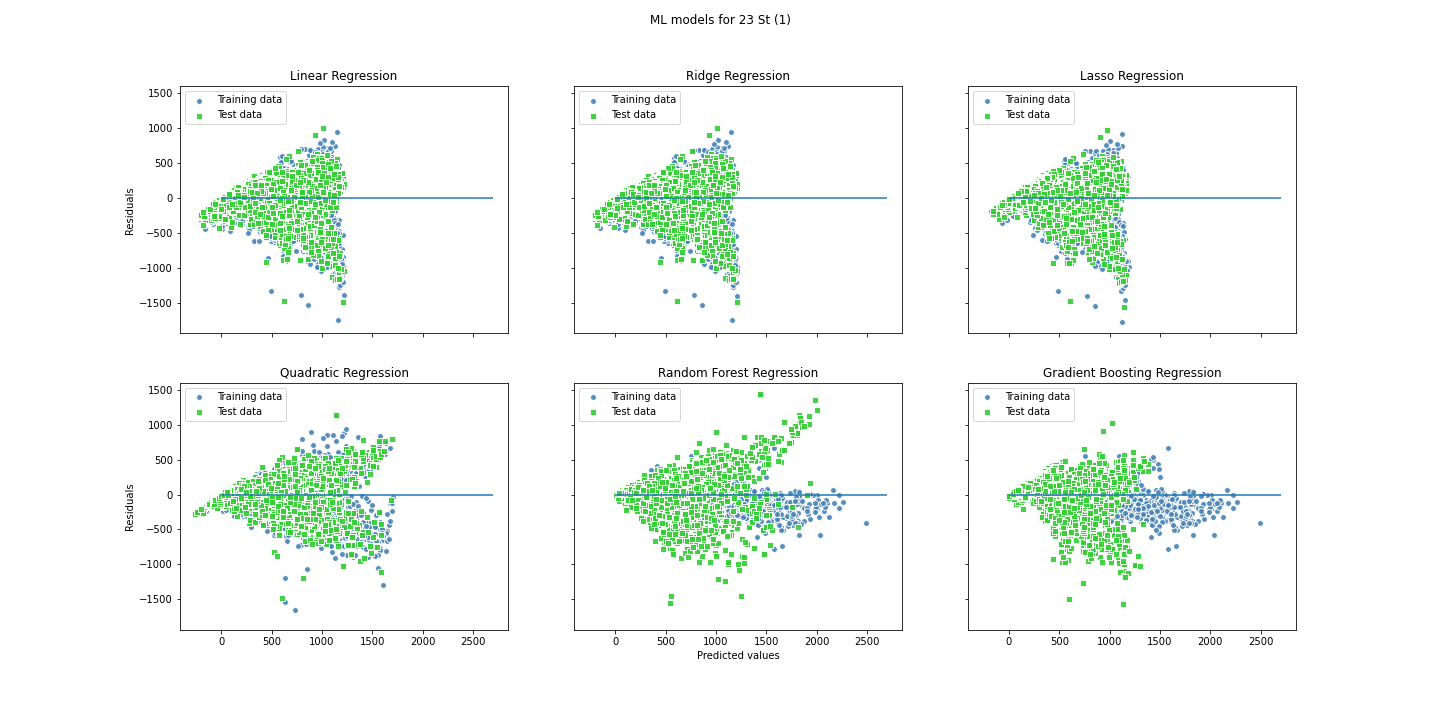 ML models for 23 St (1)
Linear Regression
Training data
Test data
1500
1000
500
0
−500
−1000
−1500
Residuals
Ridge Regression
Training data
Test data
Lasso Regression
Training data
Test data
Quadratic Regression
Training data
Test data
1500
1000
500
0
−500
−1000
−1500
Residuals
0 500 1000 1500 2000 2500
Random Forest Regression
Training data
Test data
0 500 1000 1500 2000 2500
Predicted values
Gradient Boosting Regression
Training data
Test data
0 500 1000 1500 2000 2500